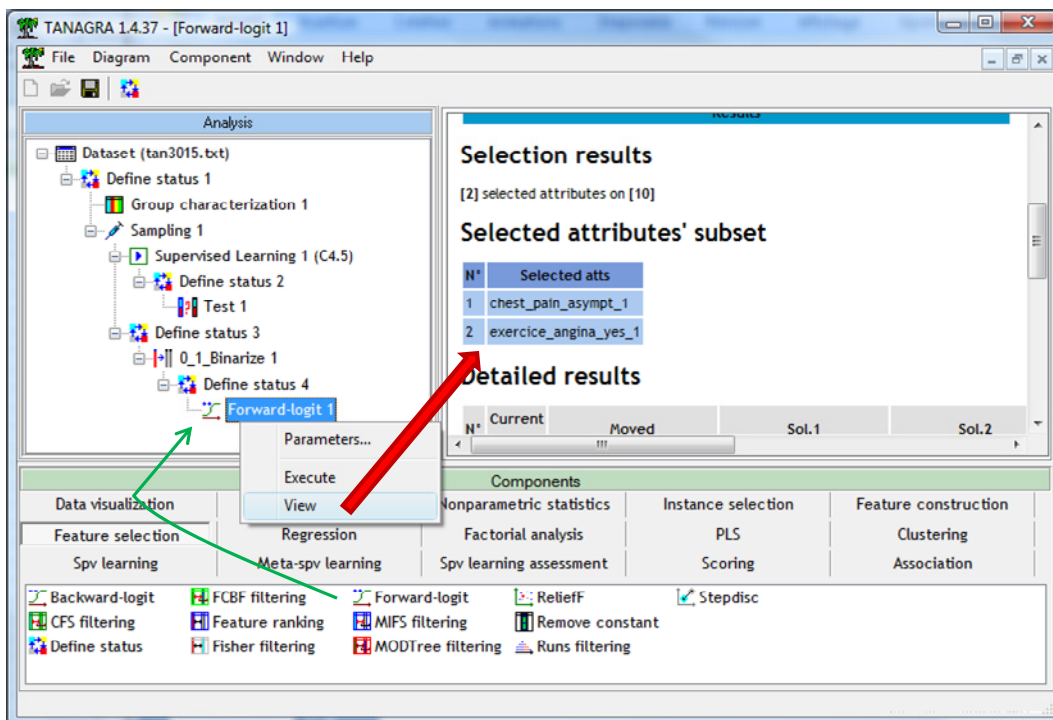 TANAGRA 1.4.37 - [Forward-logit 1]
File Diagram Component Window Help
Analysis
Dataset (tan3015.txt)
Define status 1
Group characterization 1
Sampling 1
Supervised Learning 1 (C4.5)
Define status 2
Test 1
Define status 3
0_1_Binarize 1
Define status 4
Forward-logit 1
Parameters...
Execute
View
Results
Selection results
[2] selected attributes on [10]
Selected attributes' subset
N° Selected atts
1 chest_pain_asympt_1
2 exercice_angina_yes_1
Detailed results
N° Current Moved Sol.1 Sol.2
Components
Data visualization Nonparametric statistics Instance selection Feature construction
Feature selection Regression Factorial analysis PLS Clustering
Spv learning Meta-spv learning Spv learning assessment Scoring Association
Backward-logit FCBF filtering Forward-logit ReliefF Stepdisc
CFS filtering Feature ranking MIFS filtering Remove constant
Define status Fisher filtering MODTree filtering Runs filtering